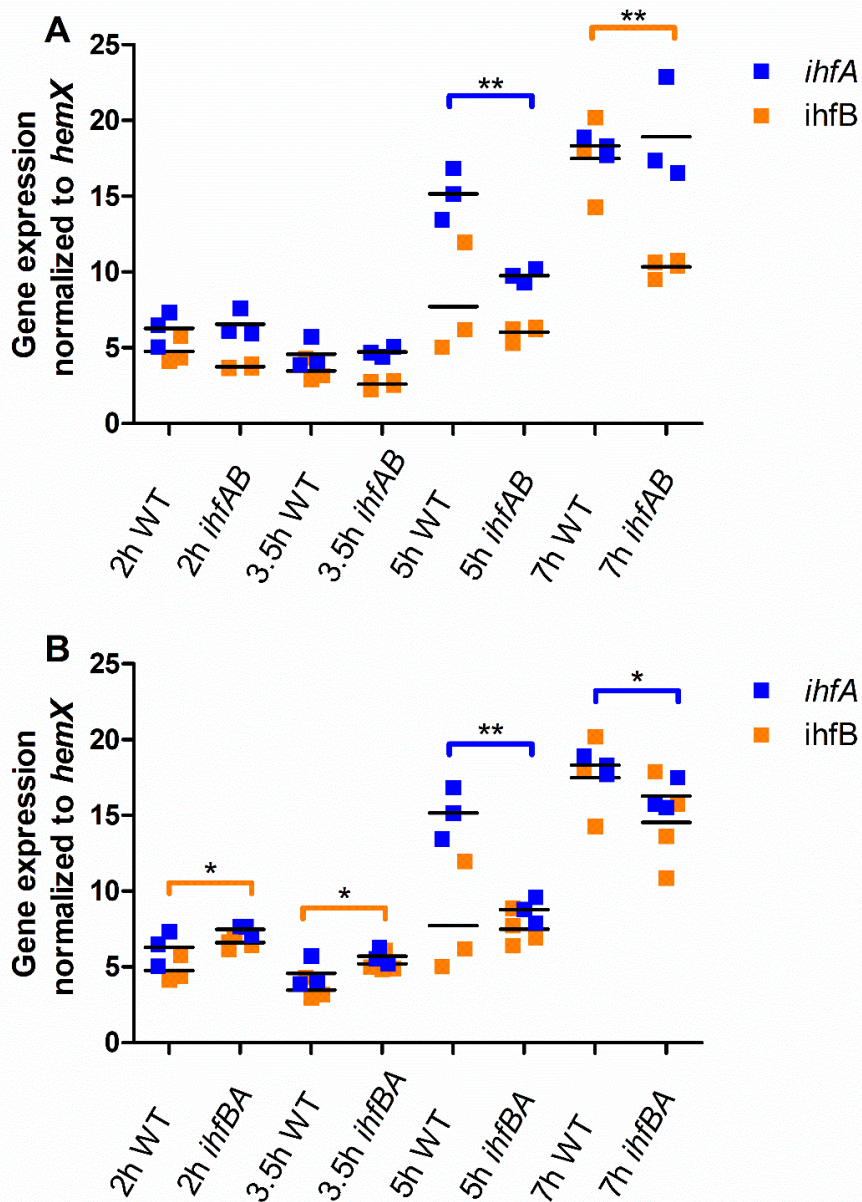 A
25
20
15
10
5
0
Gene expression
normalized to hemX
**
**
ihfA
ihfB
2h WT
2h ihfAB
3.5h WT
3.5h ihfAB
5h WT
5h ihfAB
7h WT
7h ihfAB
B
25
20
15
10
5
0
Gene expression
normalized to hemX
*
*
**
*
ihfA
ihfB
2h WT
2h ihfBA
3.5h WT
3.5h ihfBA
5h WT
5h ihfBA
7h WT
7h ihfBA